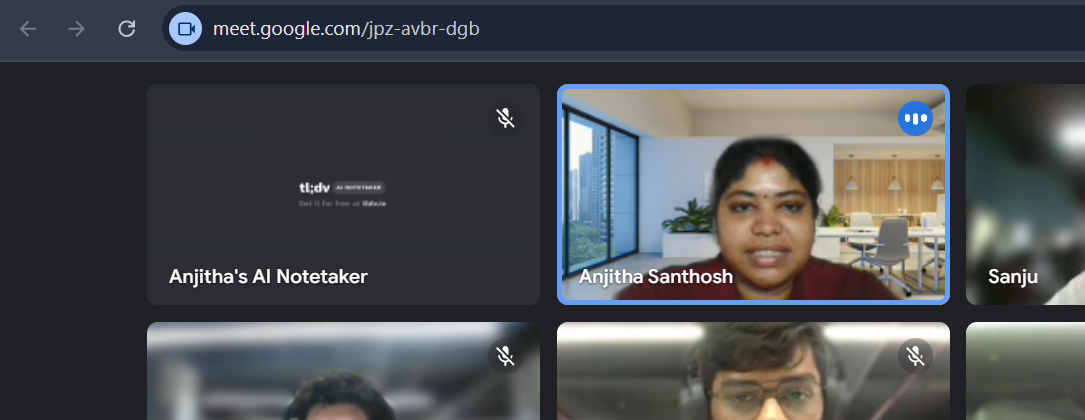 meet.google.com/jpz-avbr-dgb
tl;dv AI NOTETAKER
Get it for free at tldv.io
Anjitha's AI Notetaker
Anjitha Santhosh
Sanju